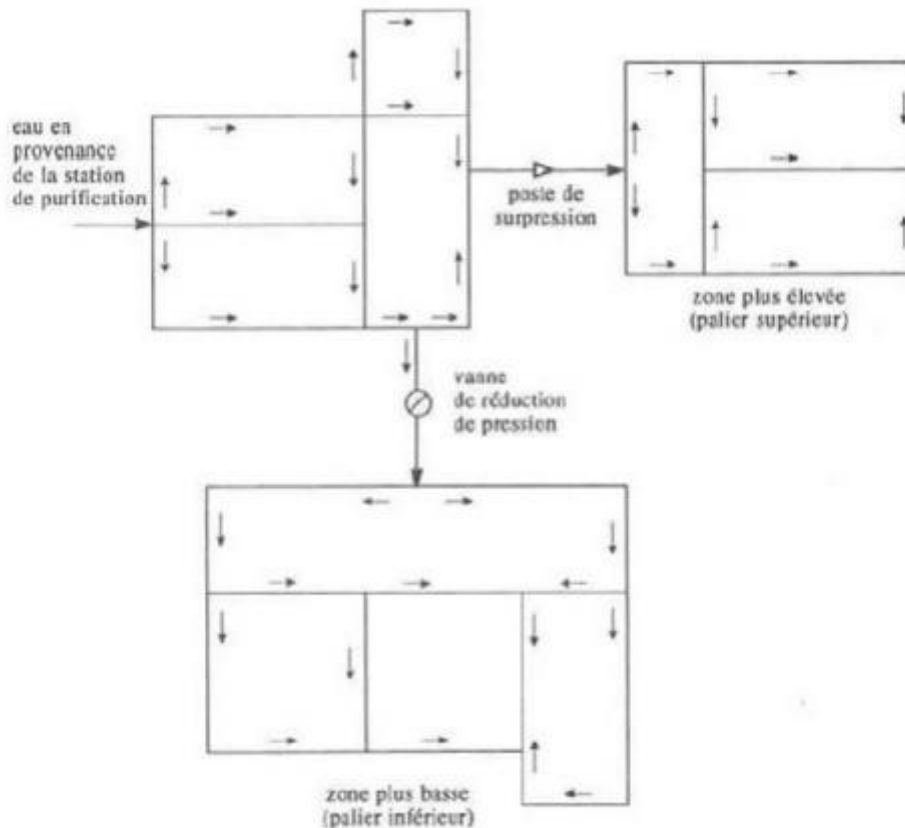 eau en
provenance
de la station
de purification
poste de
surpression
zone plus élevée
(palier supérieur)
vanne
de réduction
de pression
zone plus basse
(palier inférieur)